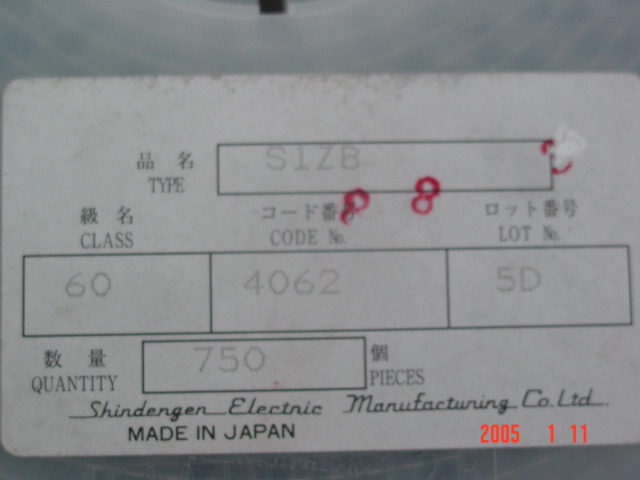 品名 S1ZB
TYPE
8 8
級名 コード番号 ロット番号
CLASS CODE No. LOT No.
60 4062 5D
数量 750 個
QUANTITY PIECES
Shindengen Electric Manufacturing Co.Ltd.
MADE IN JAPAN
2005 1 11